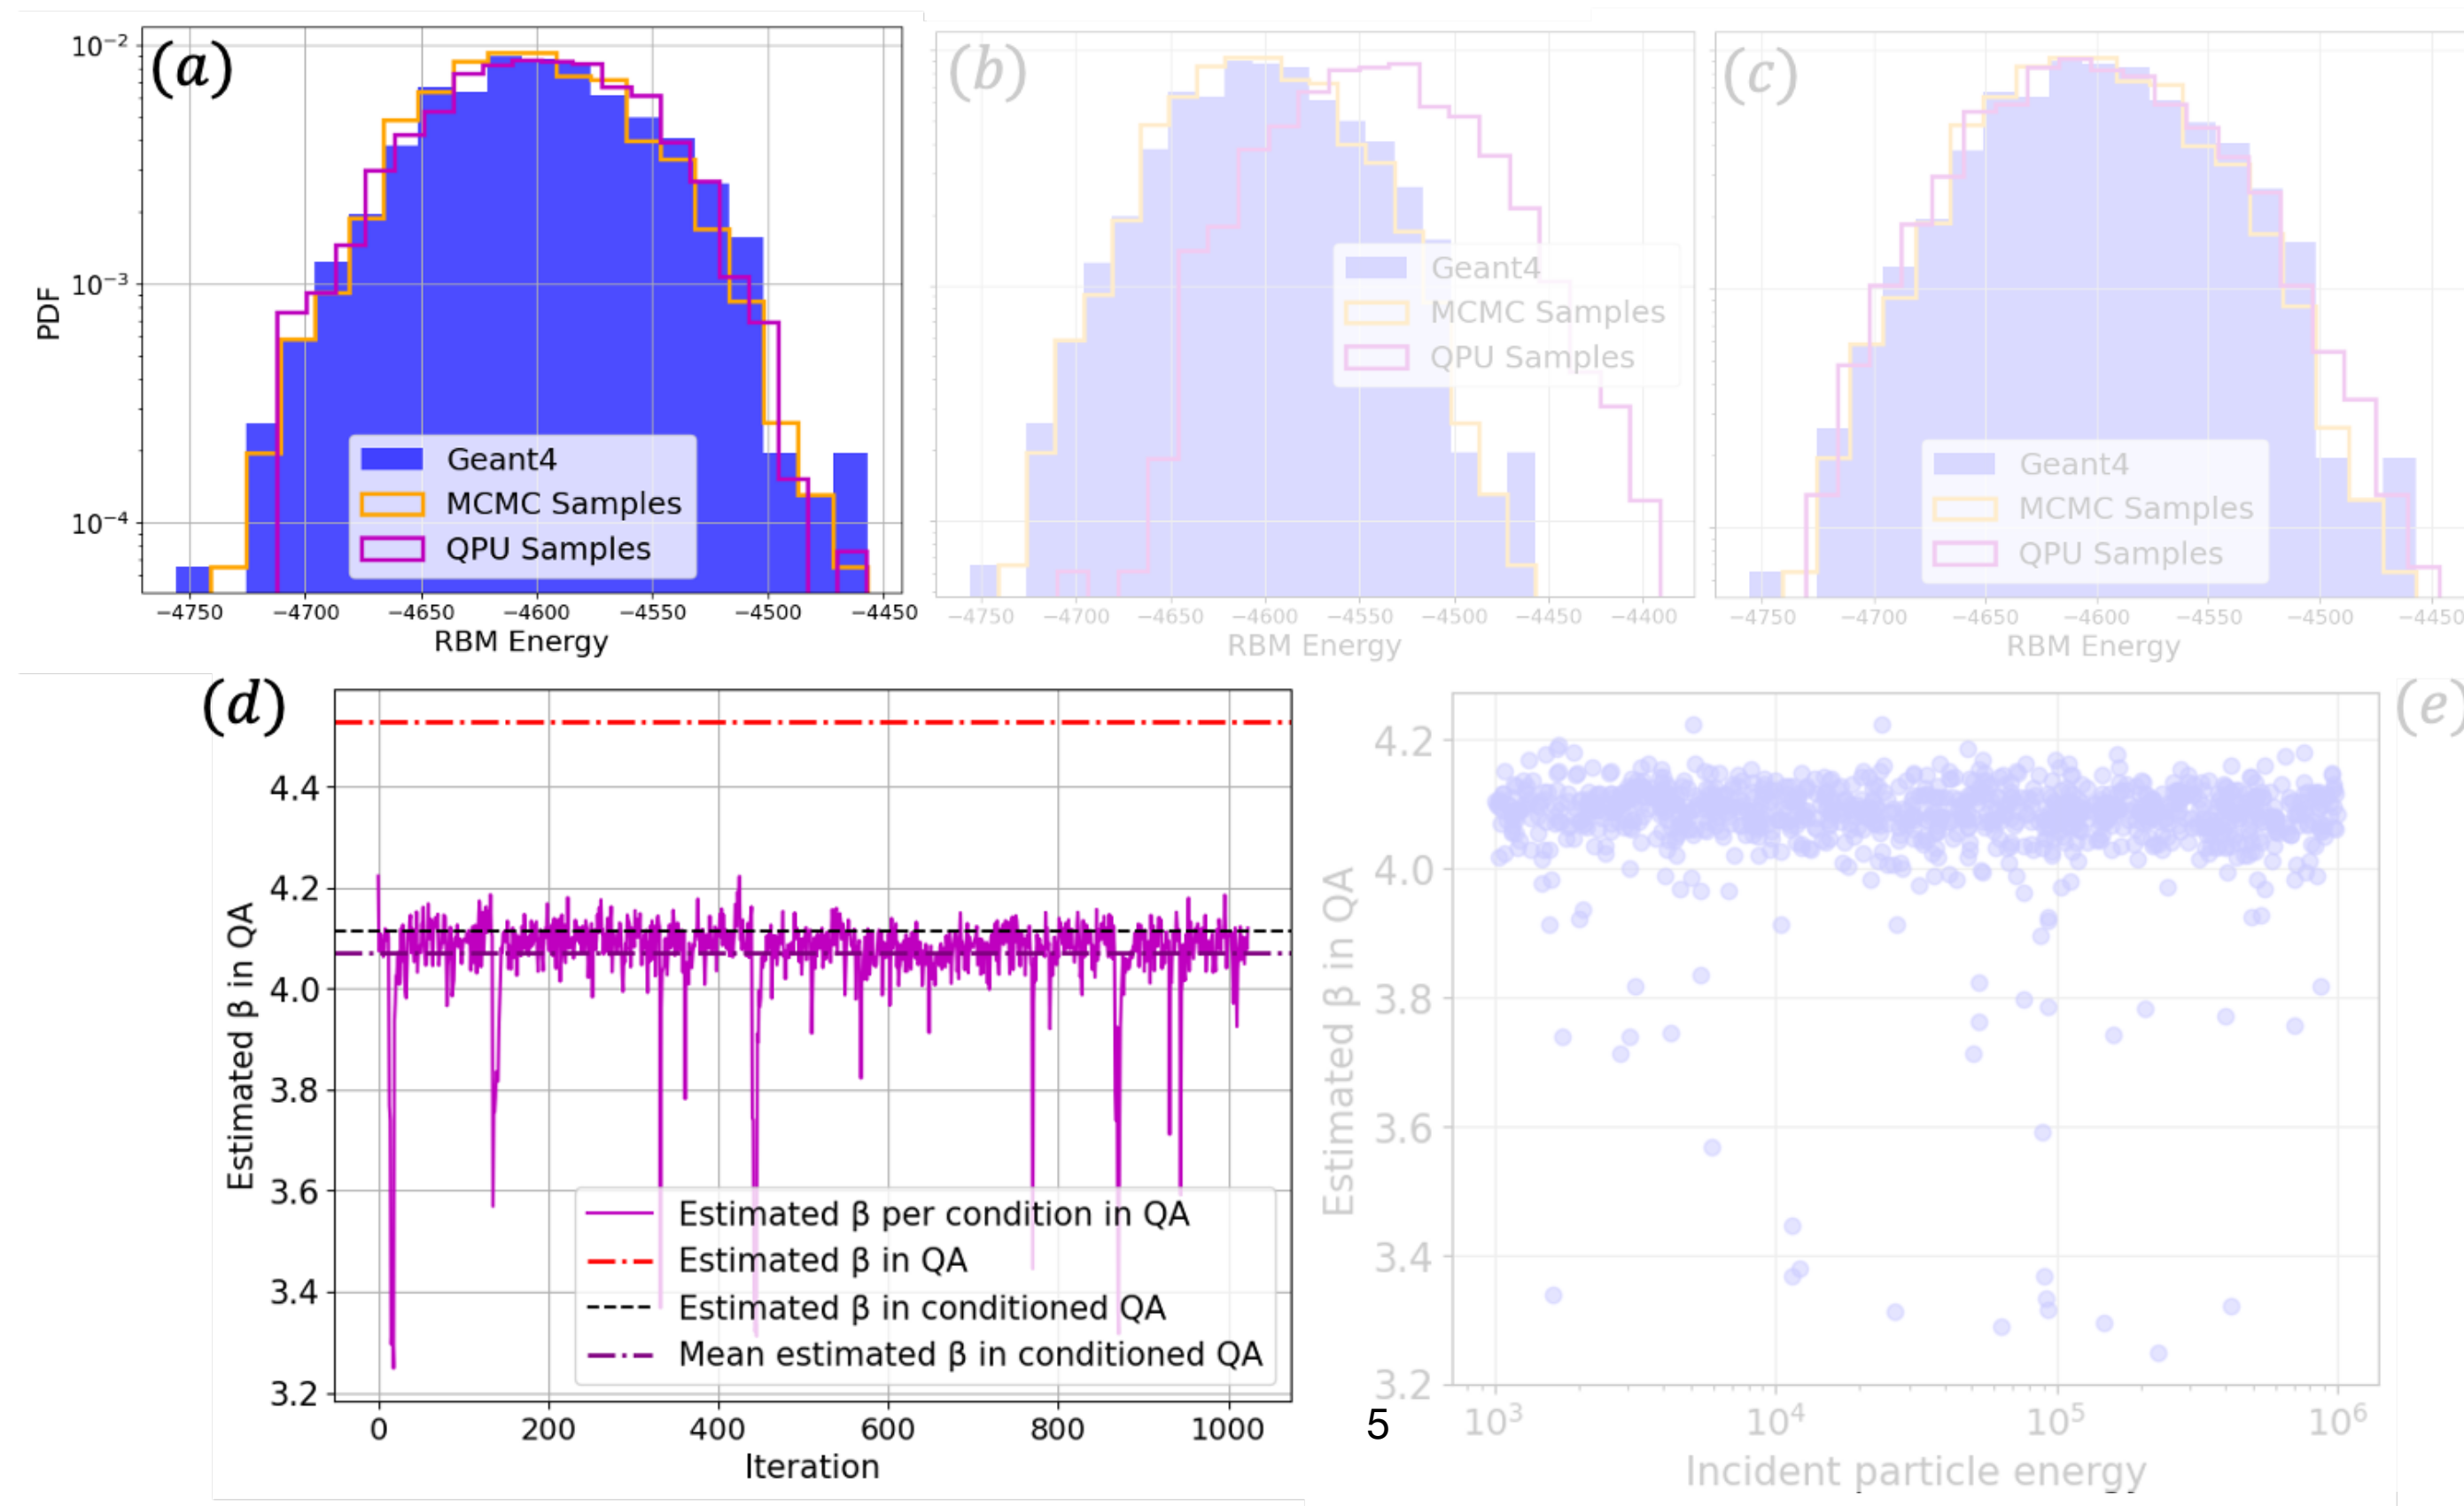 (a)
10⁻²
10⁻³
10⁻⁴
PDF
Geant4
MCMC Samples
QPU Samples
−4750 −4700 −4650 −4600 −4550 −4500 −4450
RBM Energy
(b)
Geant4
MCMC Samples
QPU Samples
−4750 −4700 −4650 −4600 −4550 −4500 −4450 −4400
RBM Energy
(c)
Geant4
MCMC Samples
QPU Samples
−4750 −4700 −4650 −4600 −4550 −4500 −4450
RBM Energy
(d)
4.4
4.2
4.0
3.8
3.6
3.4
3.2
Estimated β in QA
Estimated β per condition in QA
Estimated β in QA
Estimated β in conditioned QA
Mean estimated β in conditioned QA
0 200 400 600 800 1000
Iteration
5
(e)
4.2
4.0
3.8
3.6
3.4
3.2
Estimated β in QA
10³ 10⁴ 10⁵ 10⁶
Incident particle energy